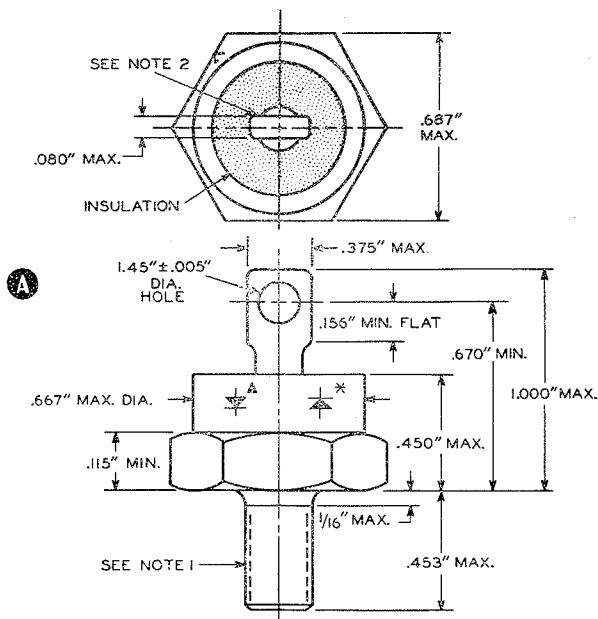 SEE NOTE 2
.687"
MAX.
.080" MAX.
INSULATION
.375" MAX.
1.45"±.005"
DIA.
HOLE
A
.156" MIN. FLAT
.670" MIN.
1.000" MAX.
.667" MAX. DIA.
A
*
.450" MAX.
.115" MIN.
1/16" MAX.
SEE NOTE 1
.453" MAX.